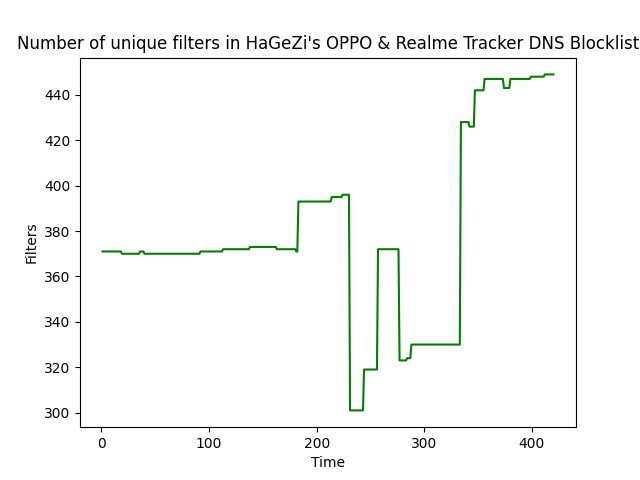 Number of unique filters in HaGeZi's OPPO & Realme Tracker DNS Blocklist
440
420
400
380
360
340
320
300
Filters
0 100 200 300 400
Time